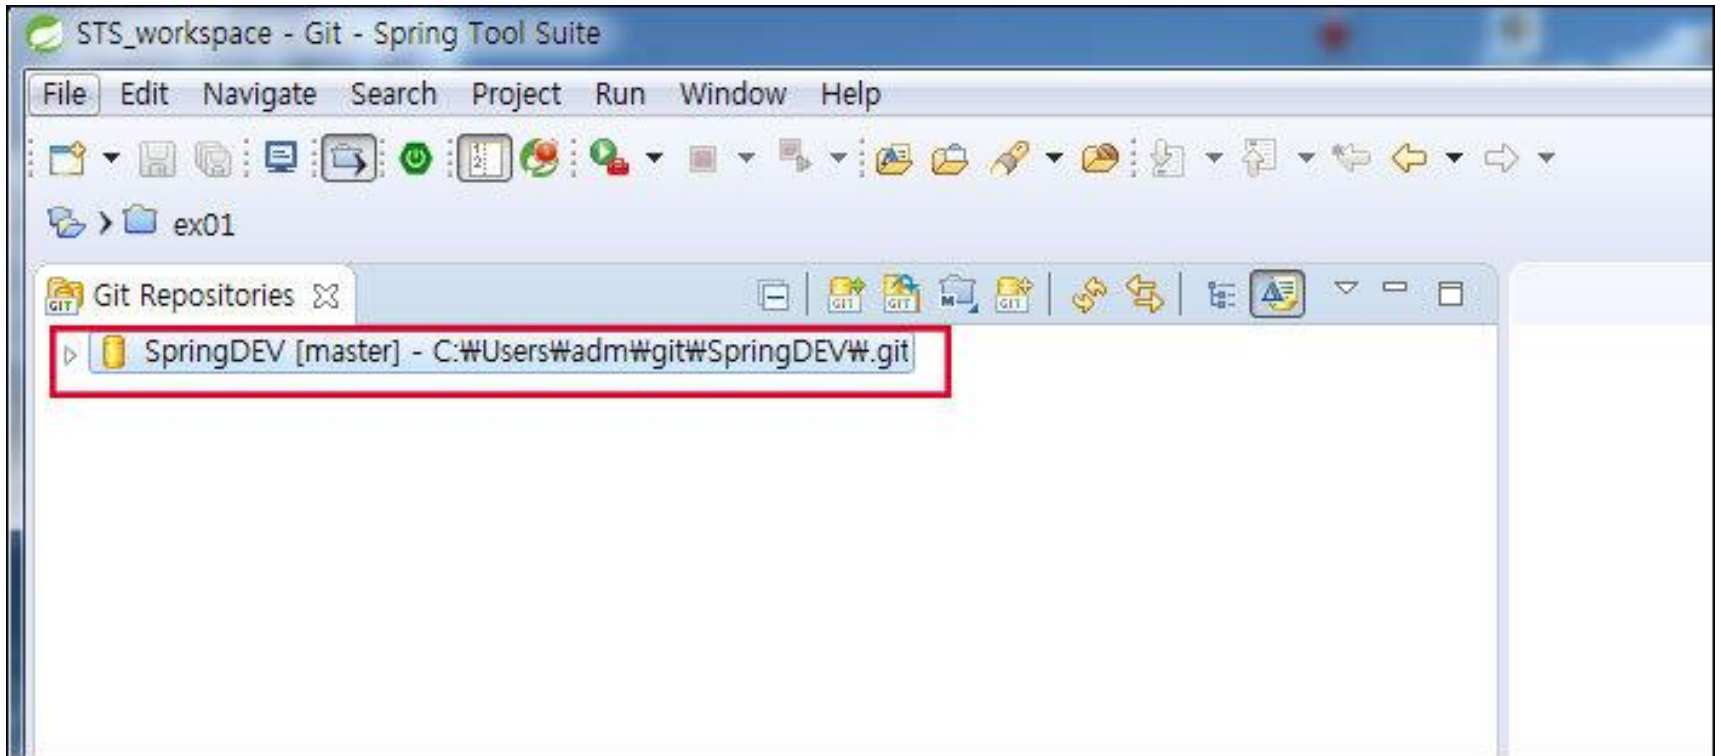 STS_workspace - Git - Spring Tool Suite
File Edit Navigate Search Project Run Window Help
ex01
Git Repositories
SpringDEV [master] - C:₩Users₩adm₩git₩SpringDEV₩.git